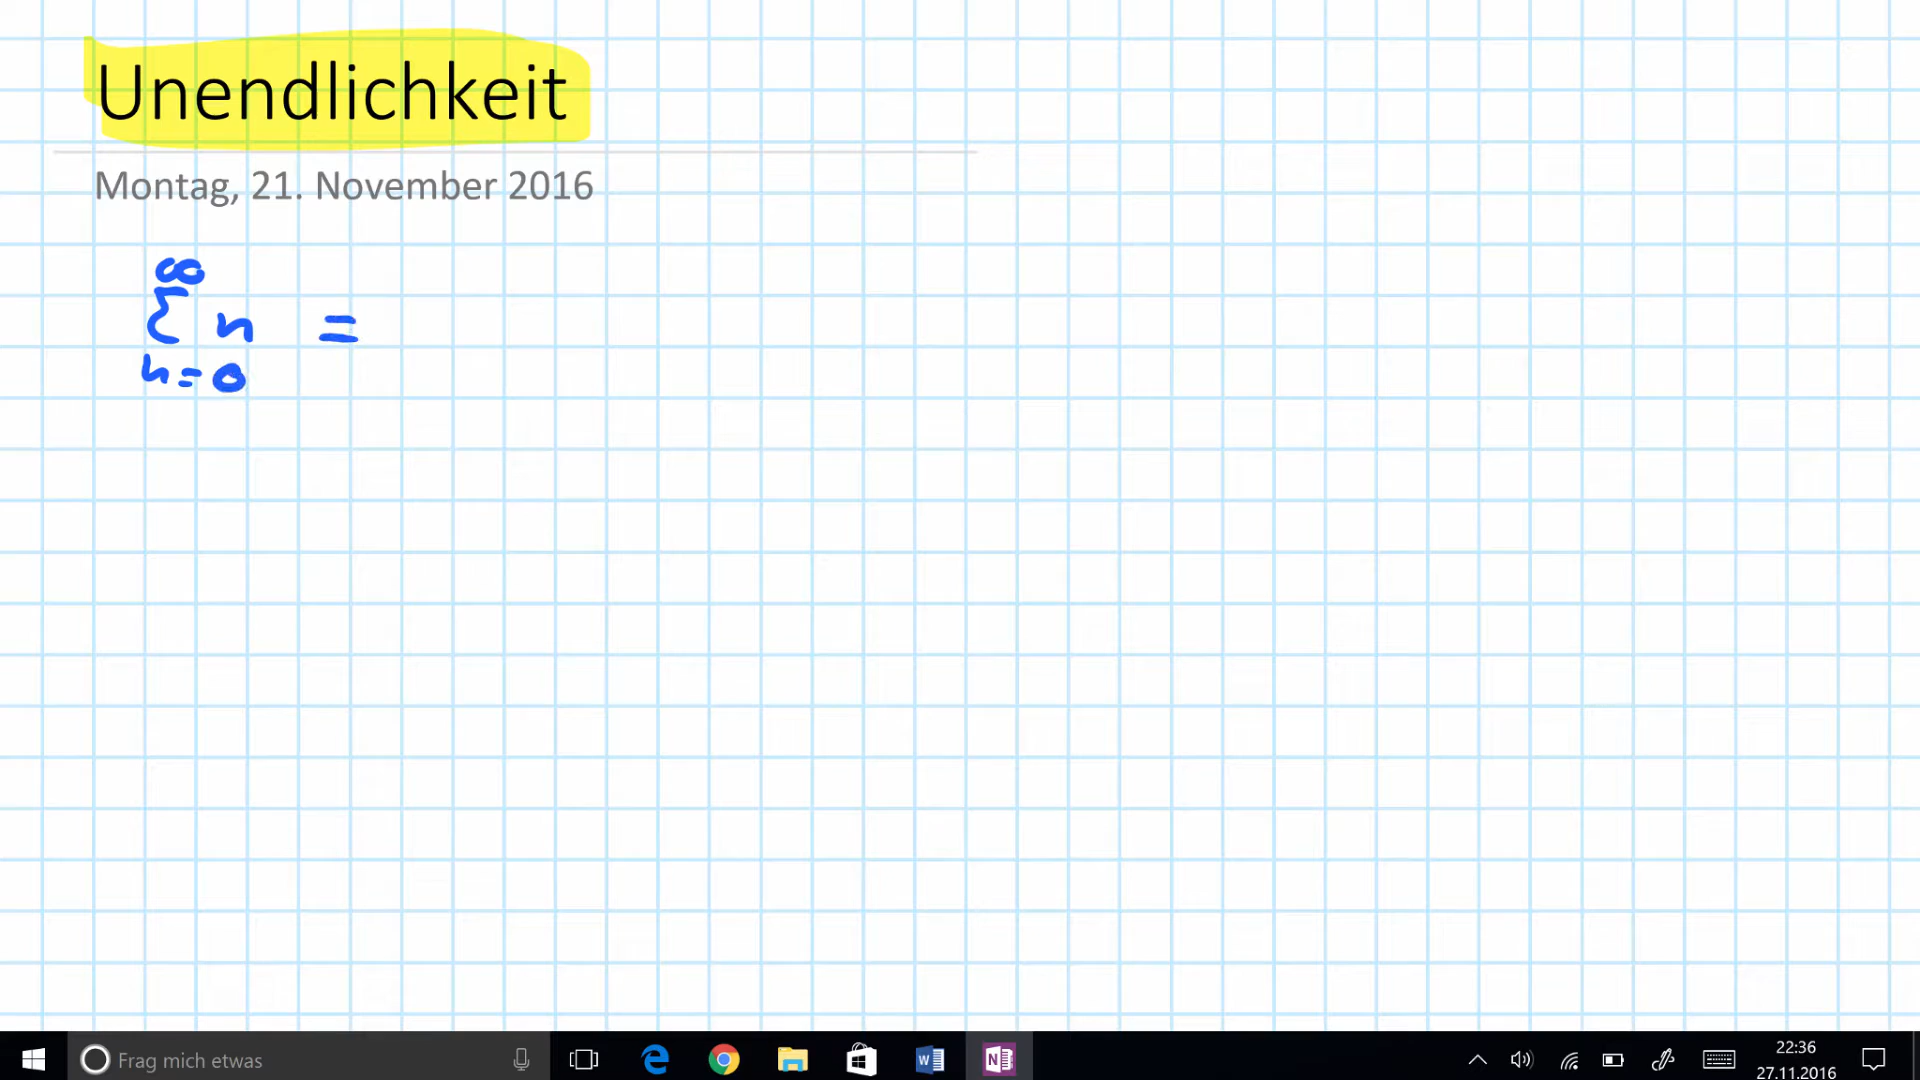 Unendlichkeit
Montag, 21. November 2016
∞
Σ n =
n=0
Frag mich etwas
22:36
27.11.2016